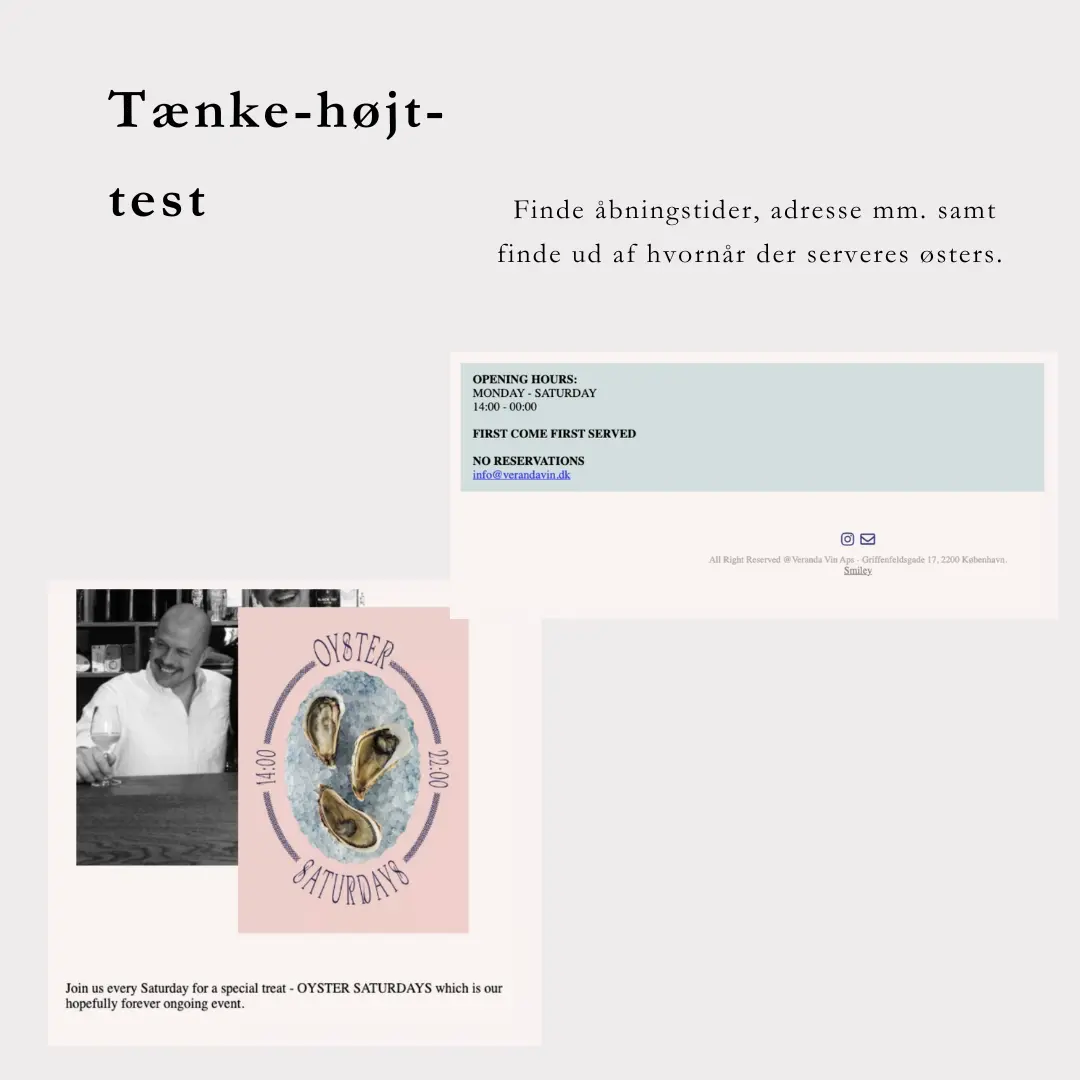 Tænke-højt-
test
Finde åbningstider, adresse mm. samt
finde ud af hvornår der serveres østers.
OPENING HOURS:
MONDAY - SATURDAY
14:00 - 00:00
FIRST COME FIRST SERVED
NO RESERVATIONS
info@verandavin.dk
All Right Reserved @Veranda Vin Aps - Griffenfeldsgade 17, 2200 København.
Smiley
OYSTER
14:00
22:00
SATURDAYS
Join us every Saturday for a special treat - OYSTER SATURDAYS which is our
hopefully forever ongoing event.